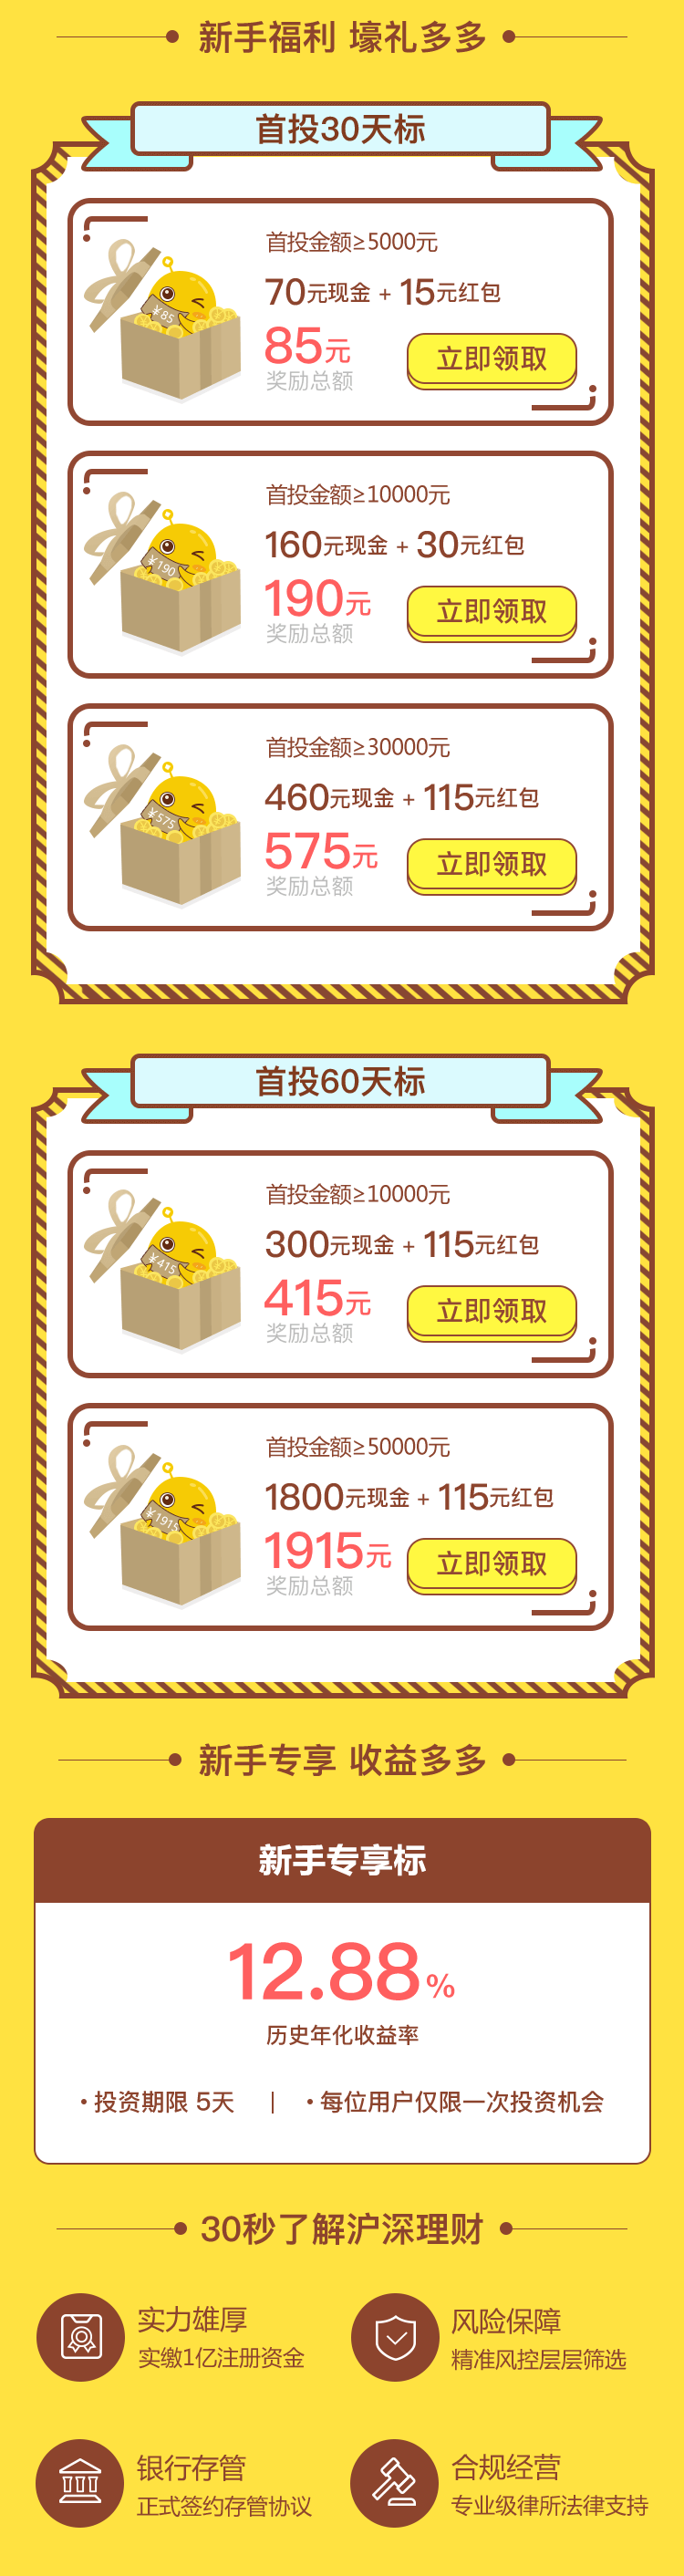 新手福利 壕礼多多
首投30天标
首投金额≥5000元
70元现金 + 15元红包
¥85
85元
奖励总额
立即领取
首投金额≥10000元
160元现金 + 30元红包
¥190
190元
奖励总额
立即领取
首投金额≥30000元
460元现金 + 115元红包
¥575
575元
奖励总额
立即领取
首投60天标
首投金额≥10000元
300元现金 + 115元红包
¥415
415元
奖励总额
立即领取
首投金额≥50000元
1800元现金 + 115元红包
¥1915
1915元
奖励总额
立即领取
新手专享 收益多多
新手专享标
12.88%
历史年化收益率
· 投资期限 5天 | · 每位用户仅限一次投资机会
30秒了解沪深理财
实力雄厚
实缴1亿注册资金
风险保障
精准风控层层筛选
银行存管
正式签约存管协议
合规经营
专业级律所法律支持